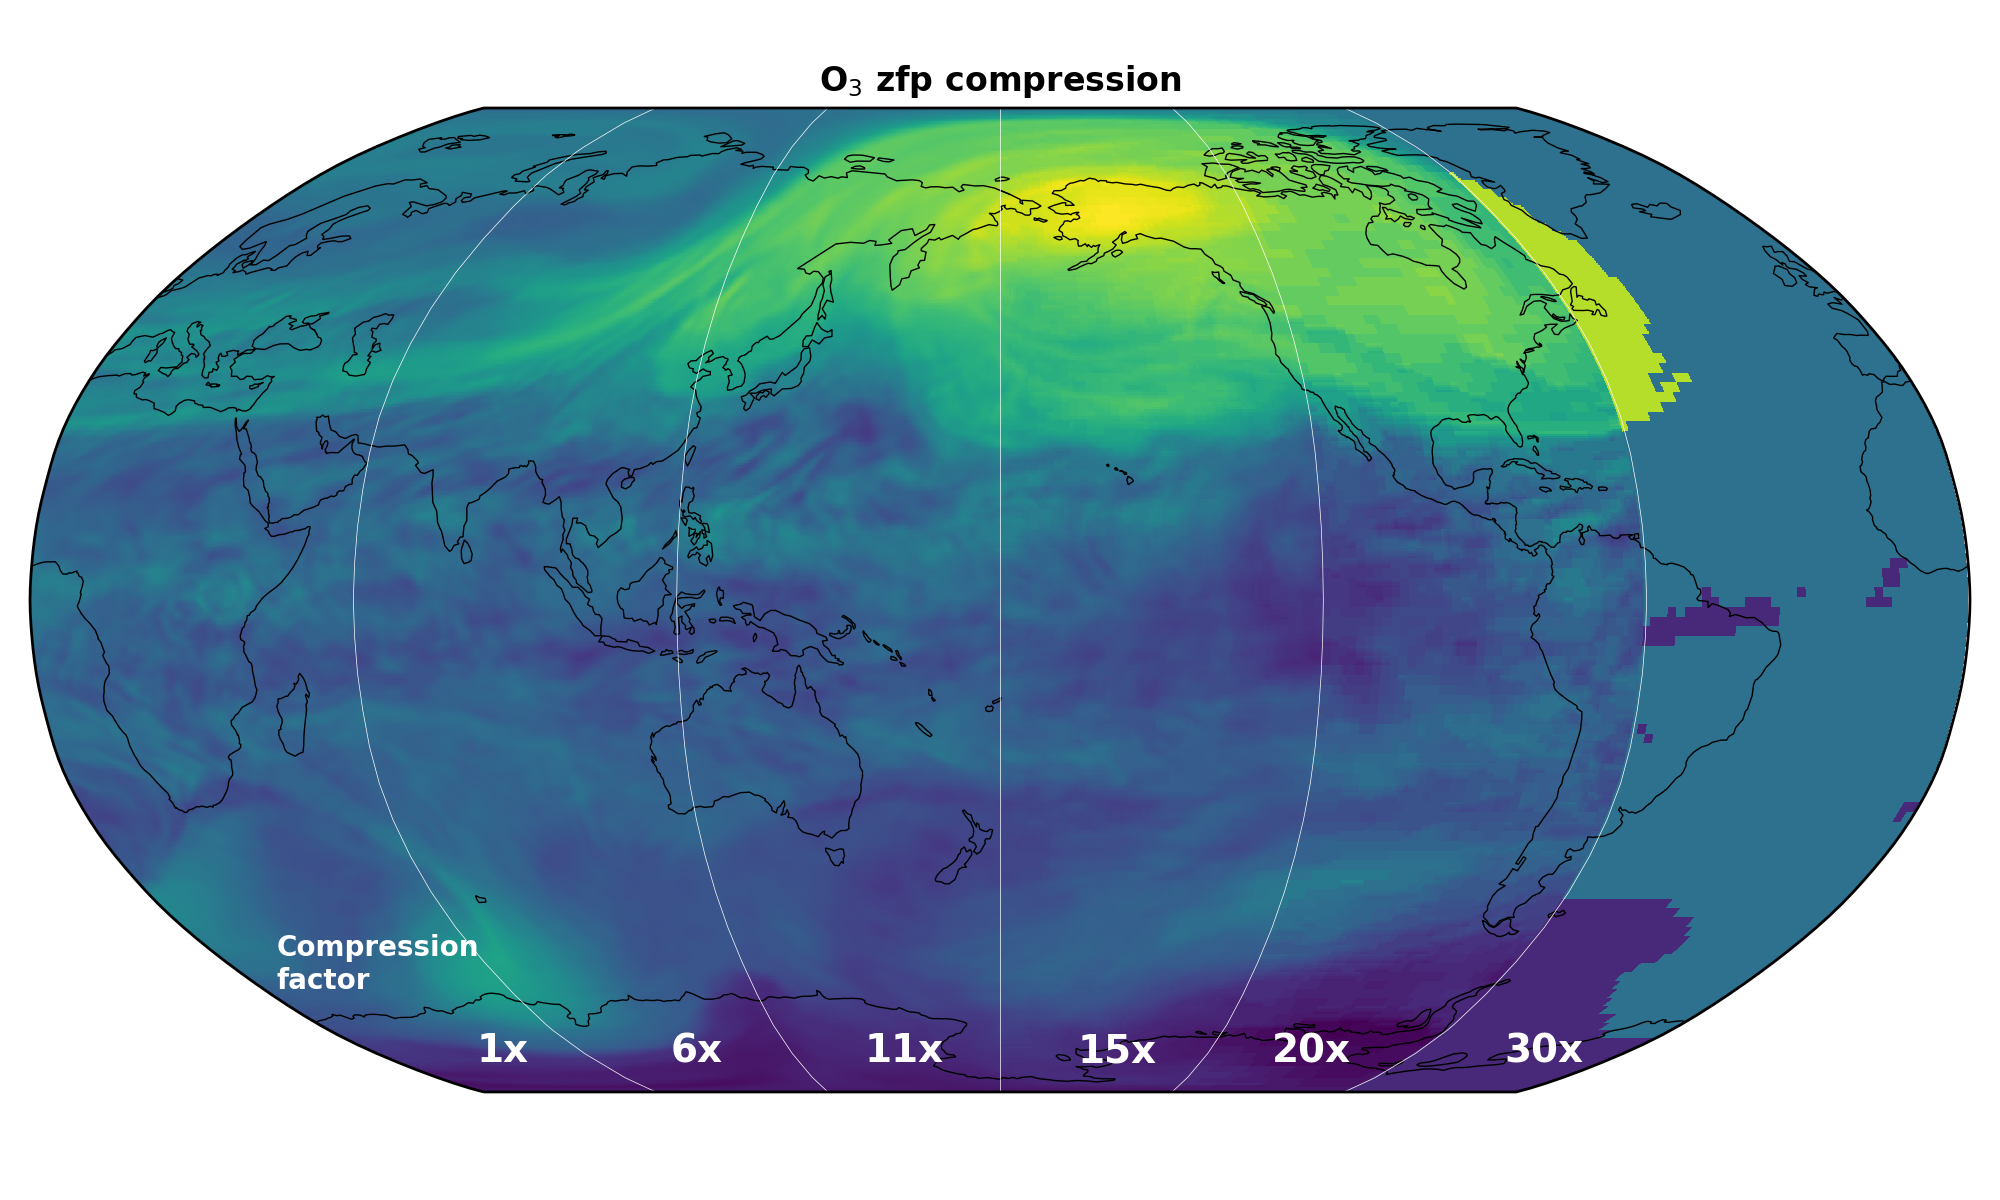 O₃ zfp compression
Compression
factor
1x 6x 11x 15x 20x 30x